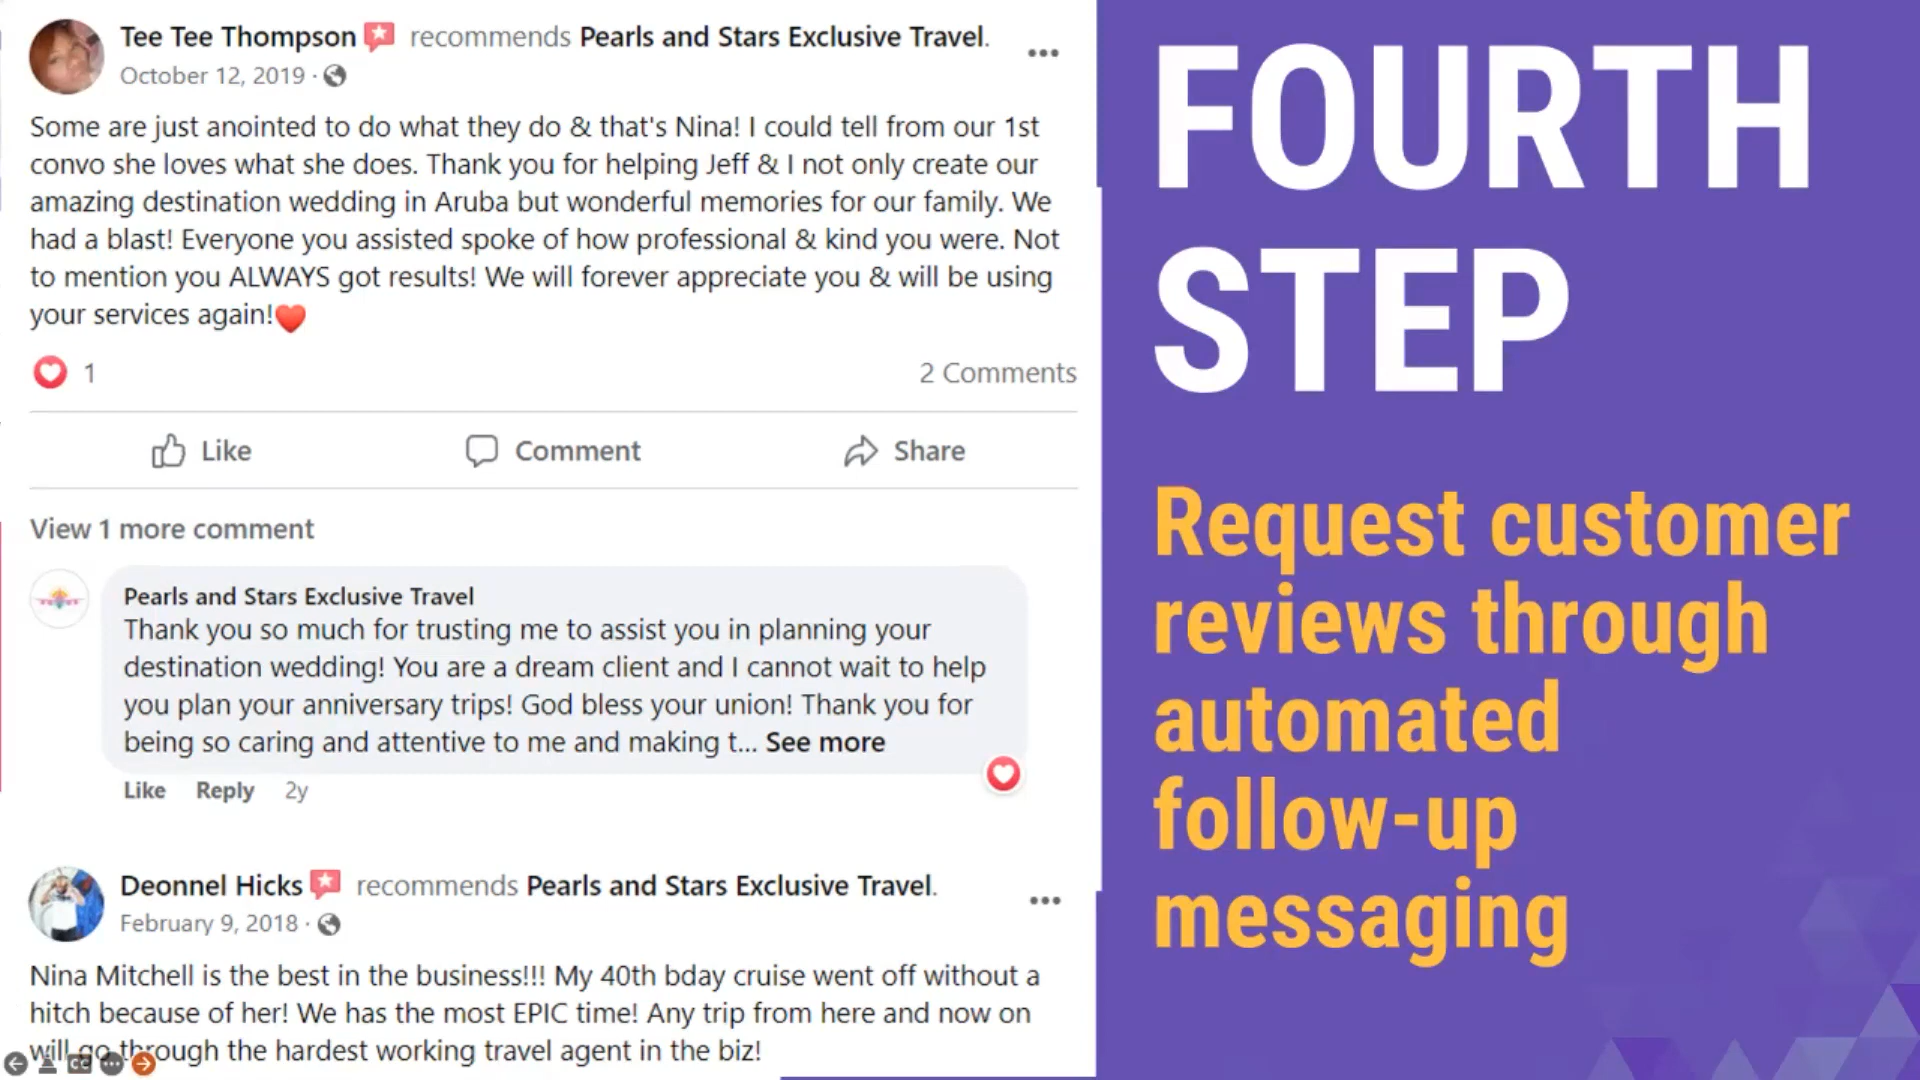 Tee Tee Thompson recommends Pearls and Stars Exclusive Travel.
October 12, 2019 ·
Some are just anointed to do what they do & that's Nina! I could tell from our 1st
convo she loves what she does. Thank you for helping Jeff & I not only create our
amazing destination wedding in Aruba but wonderful memories for our family. We
had a blast! Everyone you assisted spoke of how professional & kind you were. Not
to mention you ALWAYS got results! We will forever appreciate you & will be using
your services again!
1
2 Comments
Like
Comment
Share
View 1 more comment
Pearls and Stars Exclusive Travel
Thank you so much for trusting me to assist you in planning your
destination wedding! You are a dream client and I cannot wait to help
you plan your anniversary trips! God bless your union! Thank you for
being so caring and attentive to me and making t... See more
Like Reply 2y
Deonnel Hicks recommends Pearls and Stars Exclusive Travel.
February 9, 2018 ·
Nina Mitchell is the best in the business!!! My 40th bday cruise went off without a
hitch because of her! We has the most EPIC time! Any trip from here and now on
will go through the hardest working travel agent in the biz!
CC
FOURTH
STEP
Request customer
reviews through
automated
follow-up
messaging